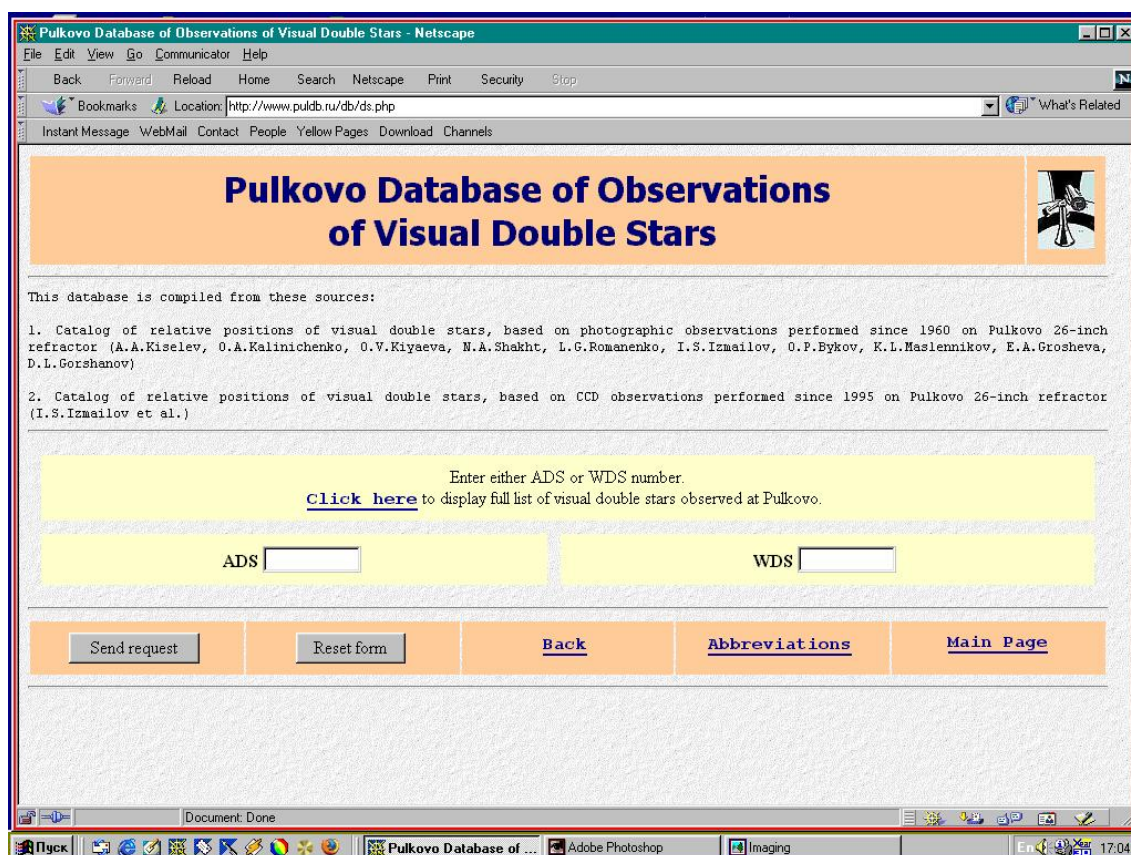 Pulkovo Database of Observations of Visual Double Stars - Netscape
File Edit View Go Communicator Help
Back Forward Reload Home Search Netscape Print Security Stop
N
Bookmarks Location: http://www.puldb.ru/db/ds.php What's Related
Instant Message WebMail Contact People Yellow Pages Download Channels
Pulkovo Database of Observations
of Visual Double Stars
This database is compiled from these sources:
1. Catalog of relative positions of visual double stars, based on photographic observations performed since 1960 on Pulkovo 26-inch
refractor (A.A.Kiselev, O.A.Kalinichenko, O.V.Kiyaeva, N.A.Shakht, L.G.Romanenko, I.S.Izmailov, O.P.Bykov, K.L.Maslennikov, E.A.Grosheva,
D.L.Gorshanov)
2. Catalog of relative positions of visual double stars, based on CCD observations performed since 1995 on Pulkovo 26-inch refractor
(I.S.Izmailov et al.)
Enter either ADS or WDS number.
Click here to display full list of visual double stars observed at Pulkovo.
ADS WDS
Send request Reset form Back Abbreviations Main Page
Document: Done
Пуск Pulkovo Database of ... Adobe Photoshop Imaging En 17:04